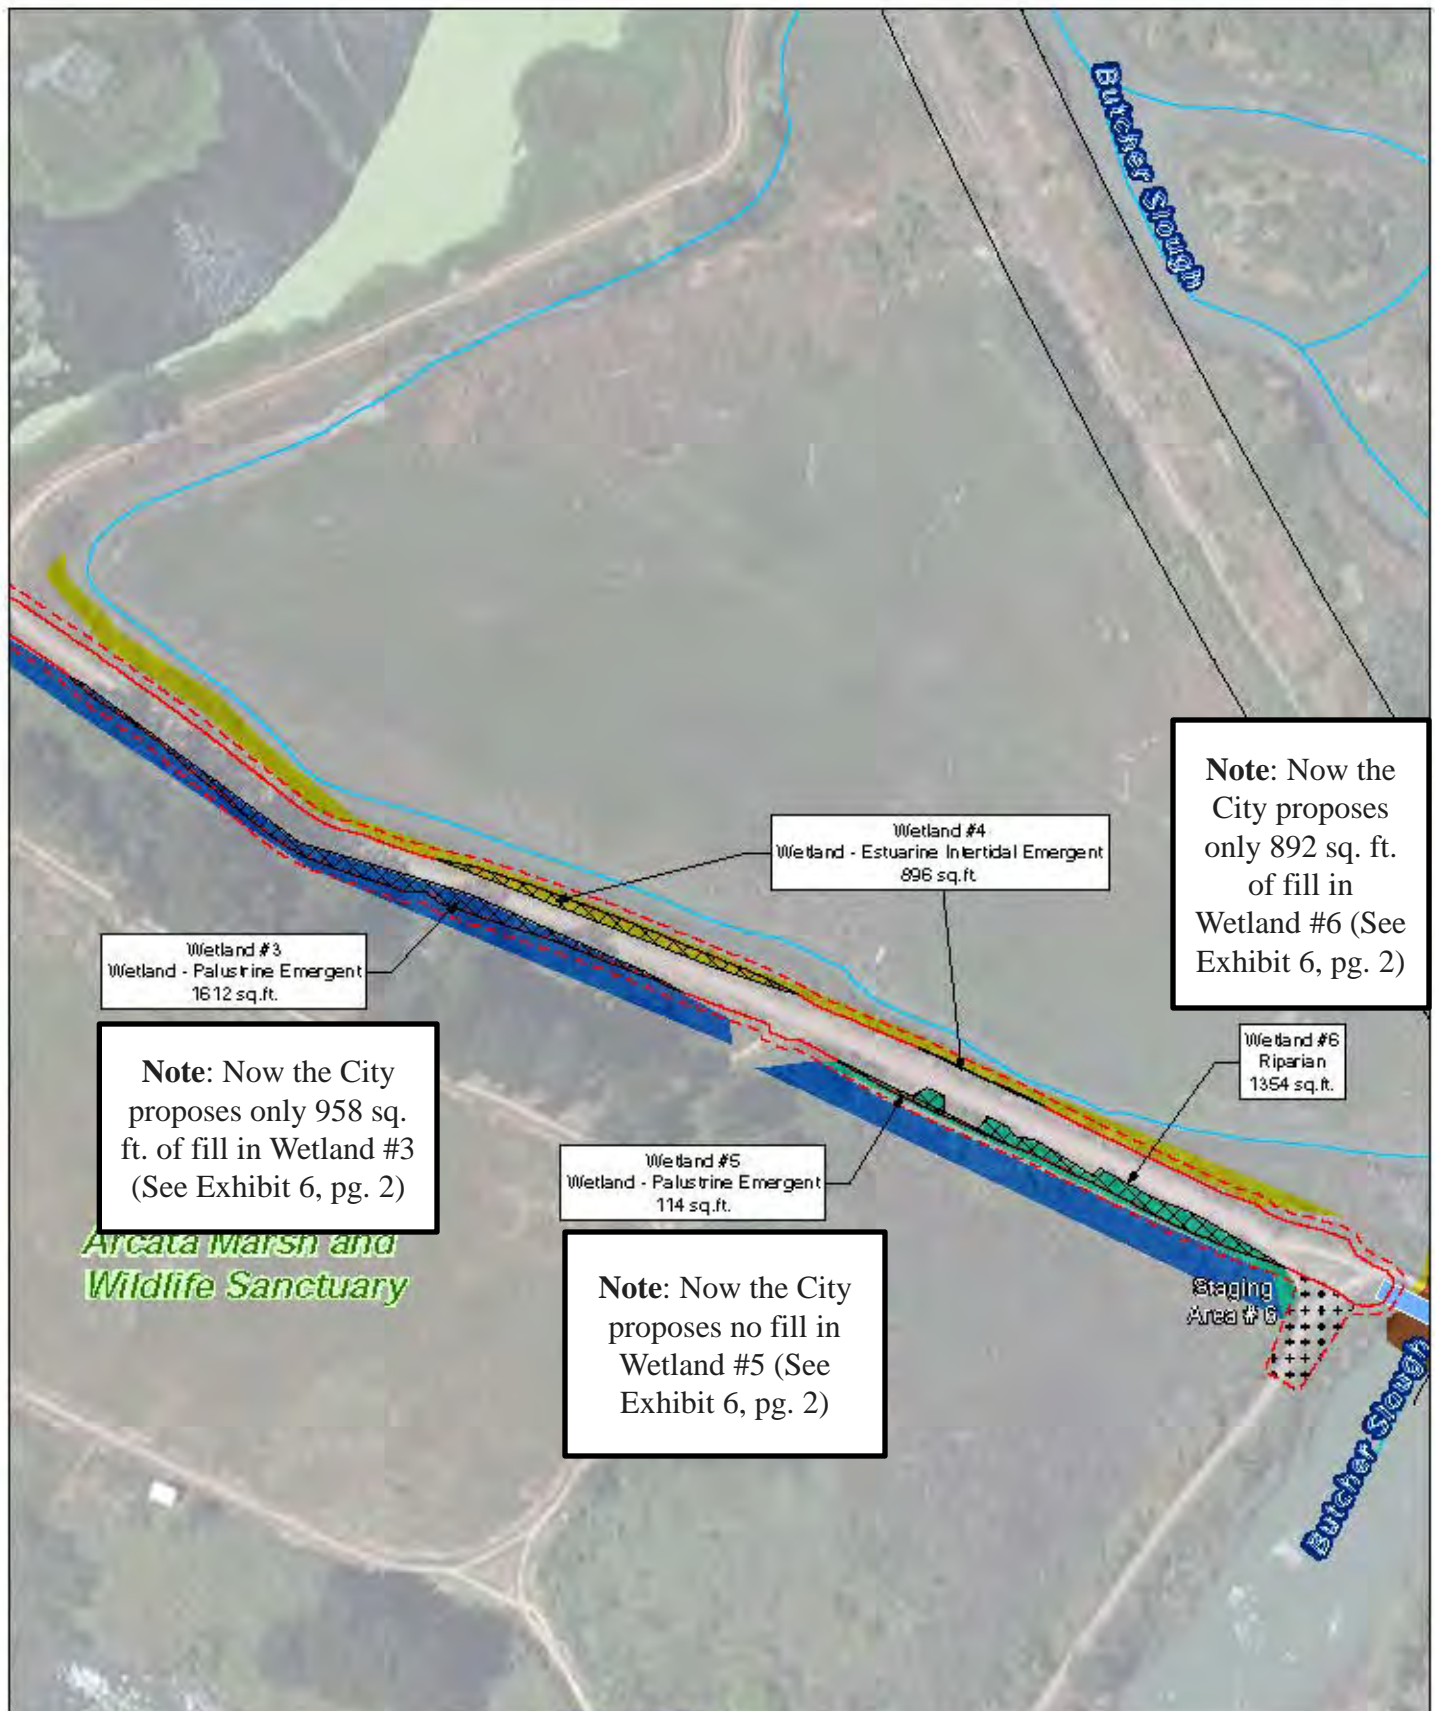 Butcher Slough
Note: Now the
City proposes
only 892 sq. ft.
of fill in
Wetland #6 (See
Exhibit 6, pg. 2)
Wetland #4
Wetland - Estuarine Intertidal Emergent
896 sq.ft
Wetland #3
Wetland - Palustrine Emergent
1612 sq.ft.
Note: Now the City
proposes only 958 sq.
ft. of fill in Wetland #3
(See Exhibit 6, pg. 2)
Wetland #6
Riparian
1354 sq.ft.
Wetland #5
Wetland - Palustrine Emergent
114 sq.ft.
Arcata Marsh and
Wildlife Sanctuary
Note: Now the City
proposes no fill in
Wetland #5 (See
Exhibit 6, pg. 2)
Staging
Area # 6
Butcher Slough